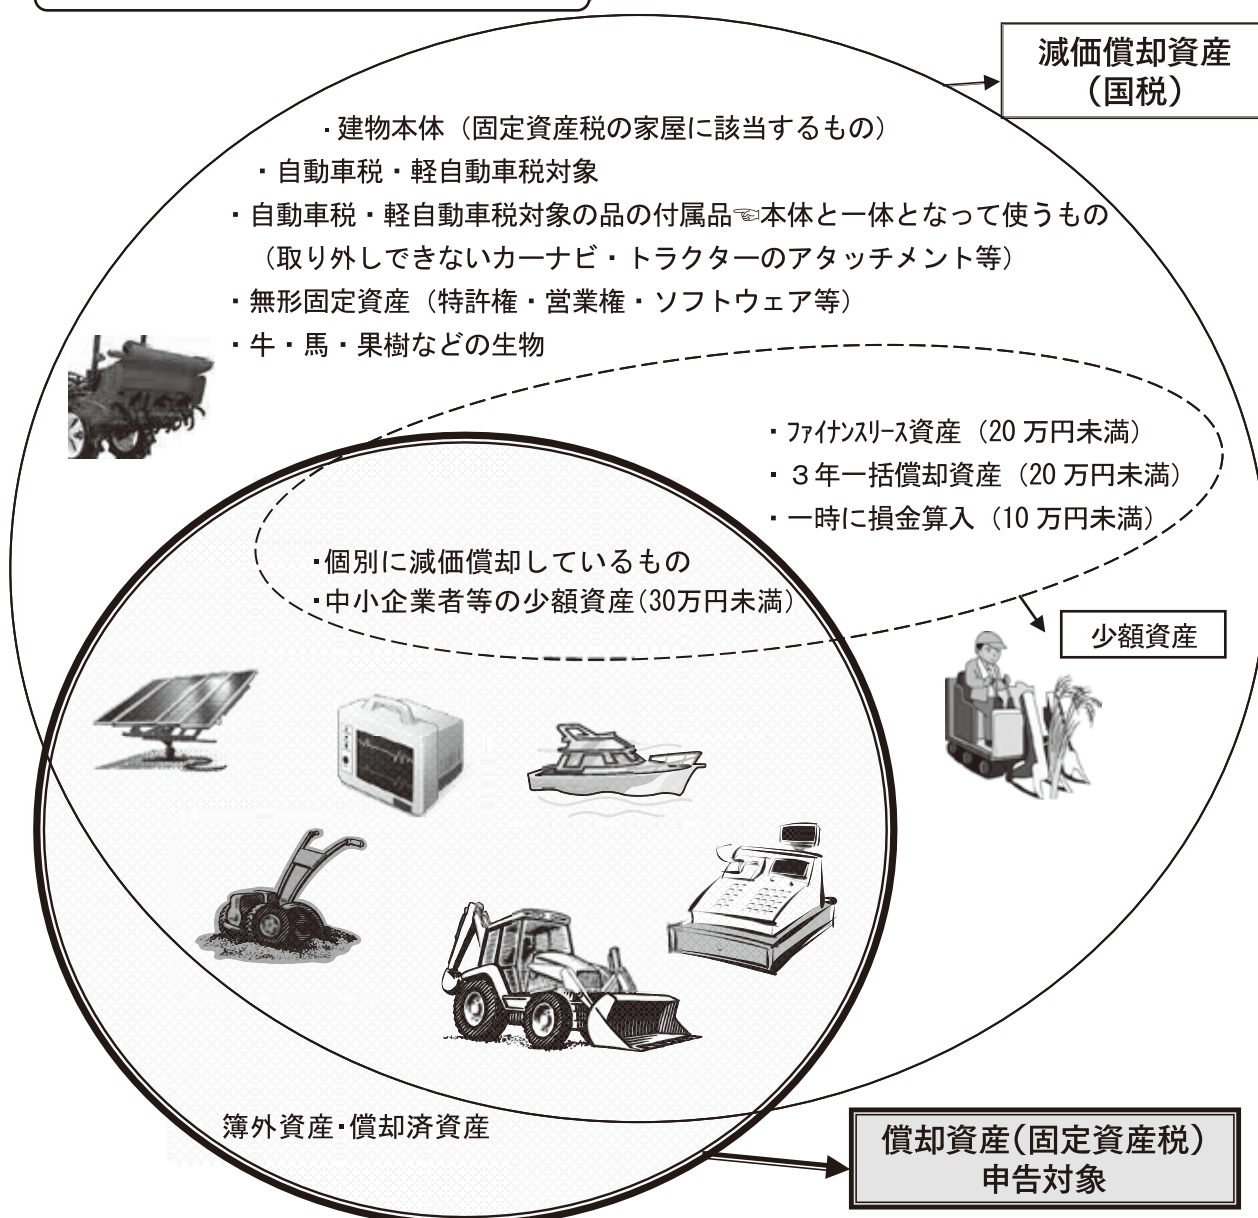 減価償却資産
（国税）
・建物本体（固定資産税の家屋に該当するもの）
・自動車税・軽自動車税対象
・自動車税・軽自動車税対象の品の付属品☜本体と一体となって使うもの
（取り外しできないカーナビ・トラクターのアタッチメント等）
・無形固定資産（特許権・営業権・ソフトウェア等）
・牛・馬・果樹などの生物
・ファイナンスリース資産（20万円未満）
・３年一括償却資産（20万円未満）
・一時に損金算入（10万円未満）
・個別に減価償却しているもの
・中小企業者等の少額資産（30万円未満）
少額資産
簿外資産・償却済資産
償却資産（固定資産税）
申告対象